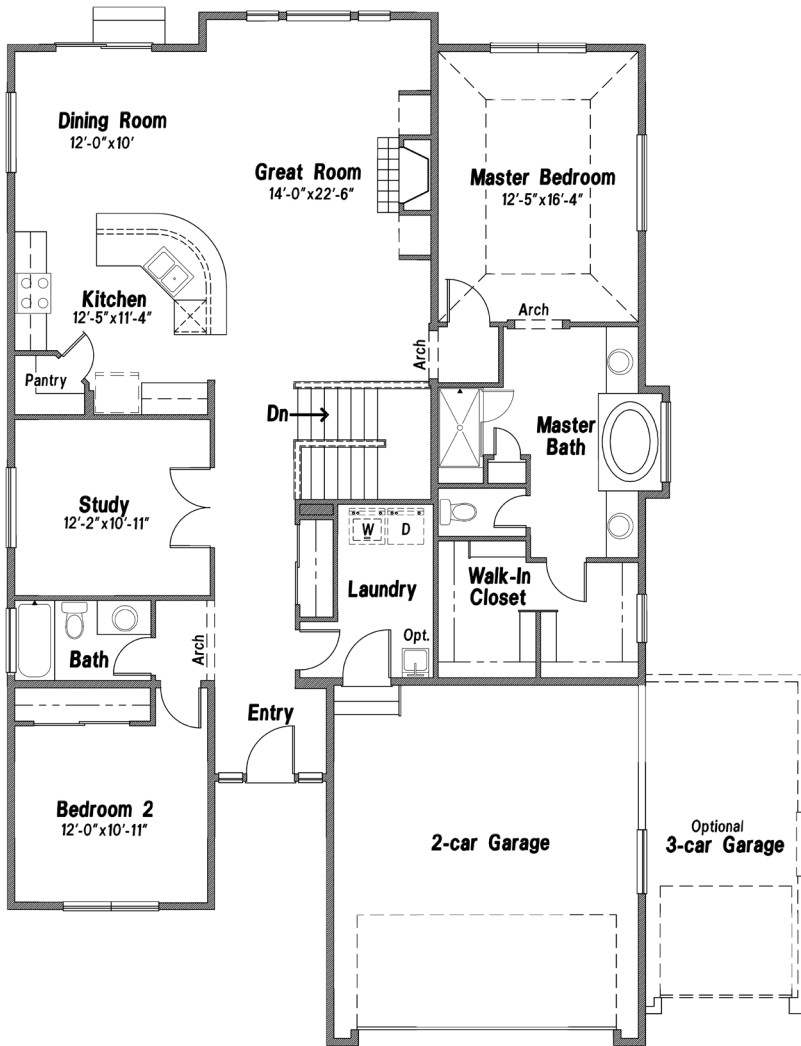 Dining Room
12'-0"x10'
Great Room
14'-0"x22'-6"
Master Bedroom
12'-5"x16'-4"
Kitchen
12'-5"x11'-4"
Arch
Arch
Pantry
Dn
Master
Bath
Study
12'-2"x10'-11"
W
D
Laundry
Walk-In
Closet
Opt.
Bath
Arch
Entry
Bedroom 2
12'-0"x10'-11"
2-car Garage
Optional
3-car Garage